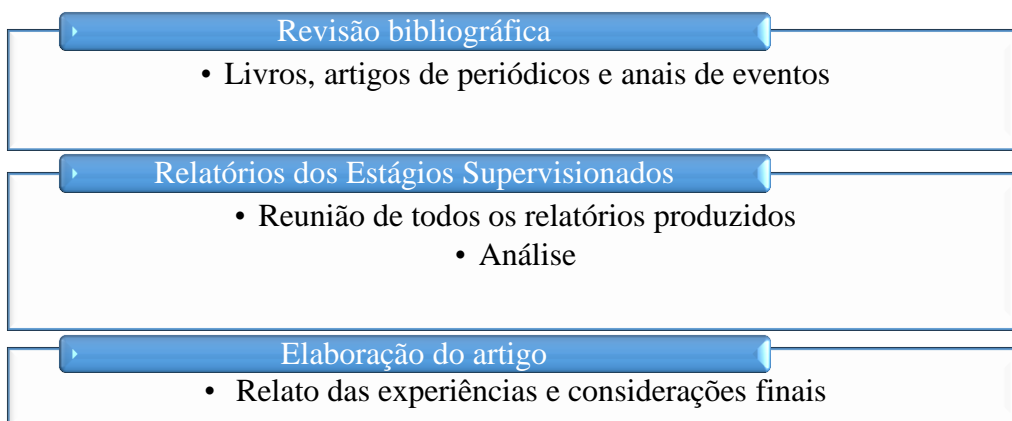 Revisão bibliográfica
• Livros, artigos de periódicos e anais de eventos
Relatórios dos Estágios Supervisionados
• Reunião de todos os relatórios produzidos
• Análise
Elaboração do artigo
• Relato das experiências e considerações finais